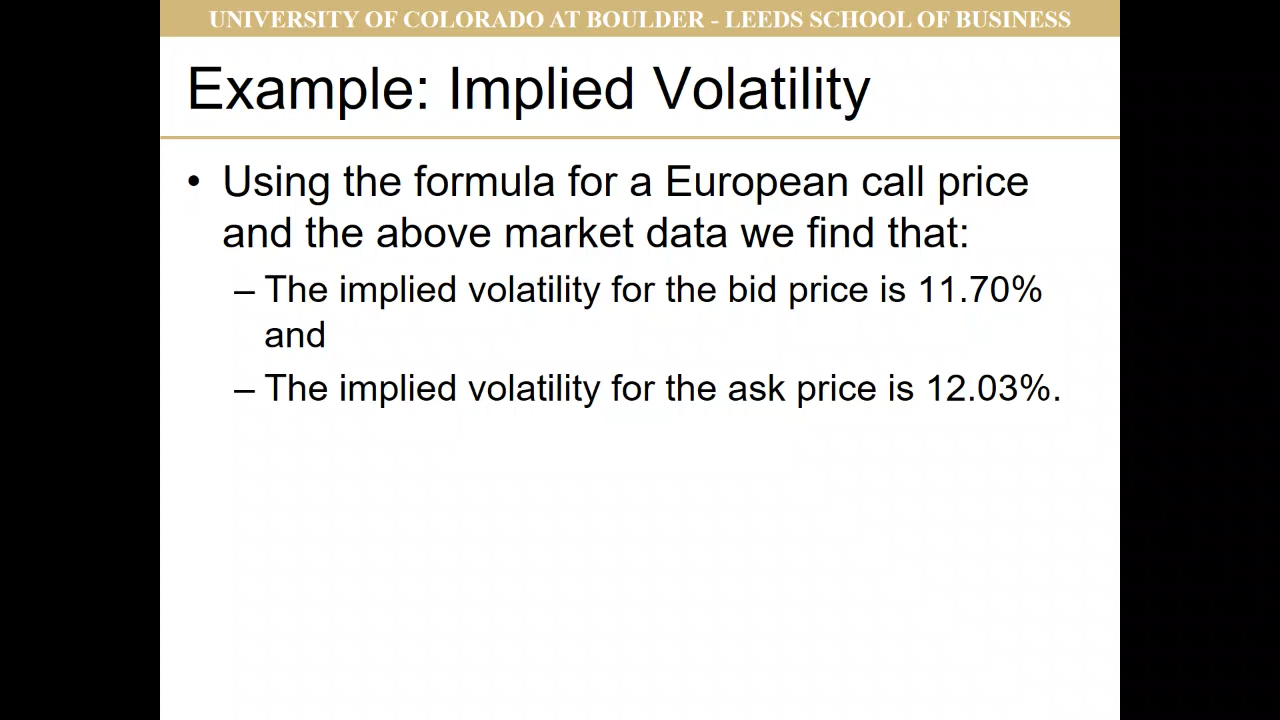 UNIVERSITY OF COLORADO AT BOULDER - LEEDS SCHOOL OF BUSINESS
Example: Implied Volatility
• Using the formula for a European call price
and the above market data we find that:
– The implied volatility for the bid price is 11.70%
and
– The implied volatility for the ask price is 12.03%.